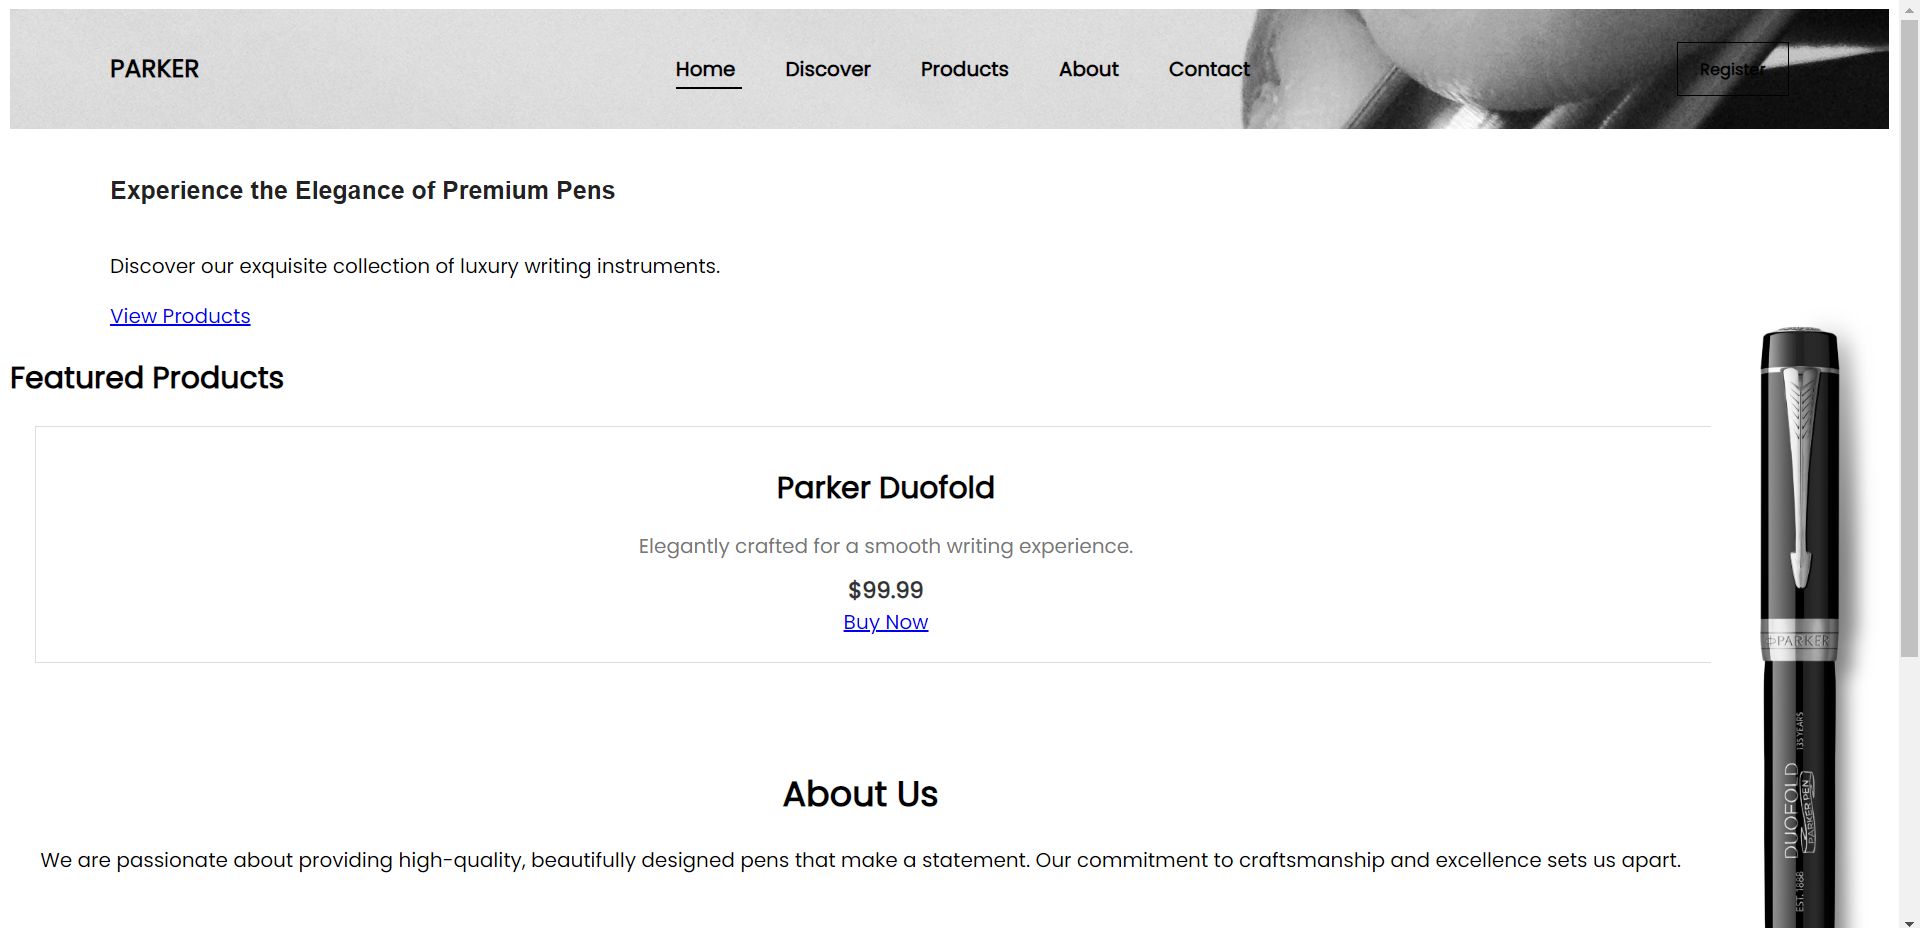 PARKER
Home Discover Products About Contact
Register
Experience the Elegance of Premium Pens
Discover our exquisite collection of luxury writing instruments.
View Products
Featured Products
Parker Duofold
Elegantly crafted for a smooth writing experience.
$99.99
Buy Now
PARKER
About Us
We are passionate about providing high-quality, beautifully designed pens that make a statement. Our commitment to craftsmanship and excellence sets us apart.
135 YEARS
DUOFOLD
PARKER PEN
EST. 1888